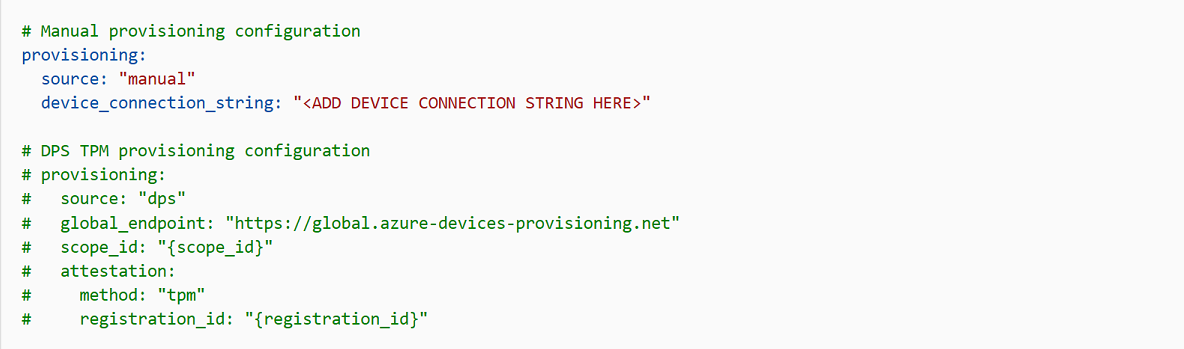 # Manual provisioning configuration
provisioning:
  source: "manual"
  device_connection_string: "<ADD DEVICE CONNECTION STRING HERE>"

# DPS TPM provisioning configuration
# provisioning:
#   source: "dps"
#   global_endpoint: "https://global.azure-devices-provisioning.net"
#   scope_id: "{scope_id}"
#   attestation:
#     method: "tpm"
#     registration_id: "{registration_id}"